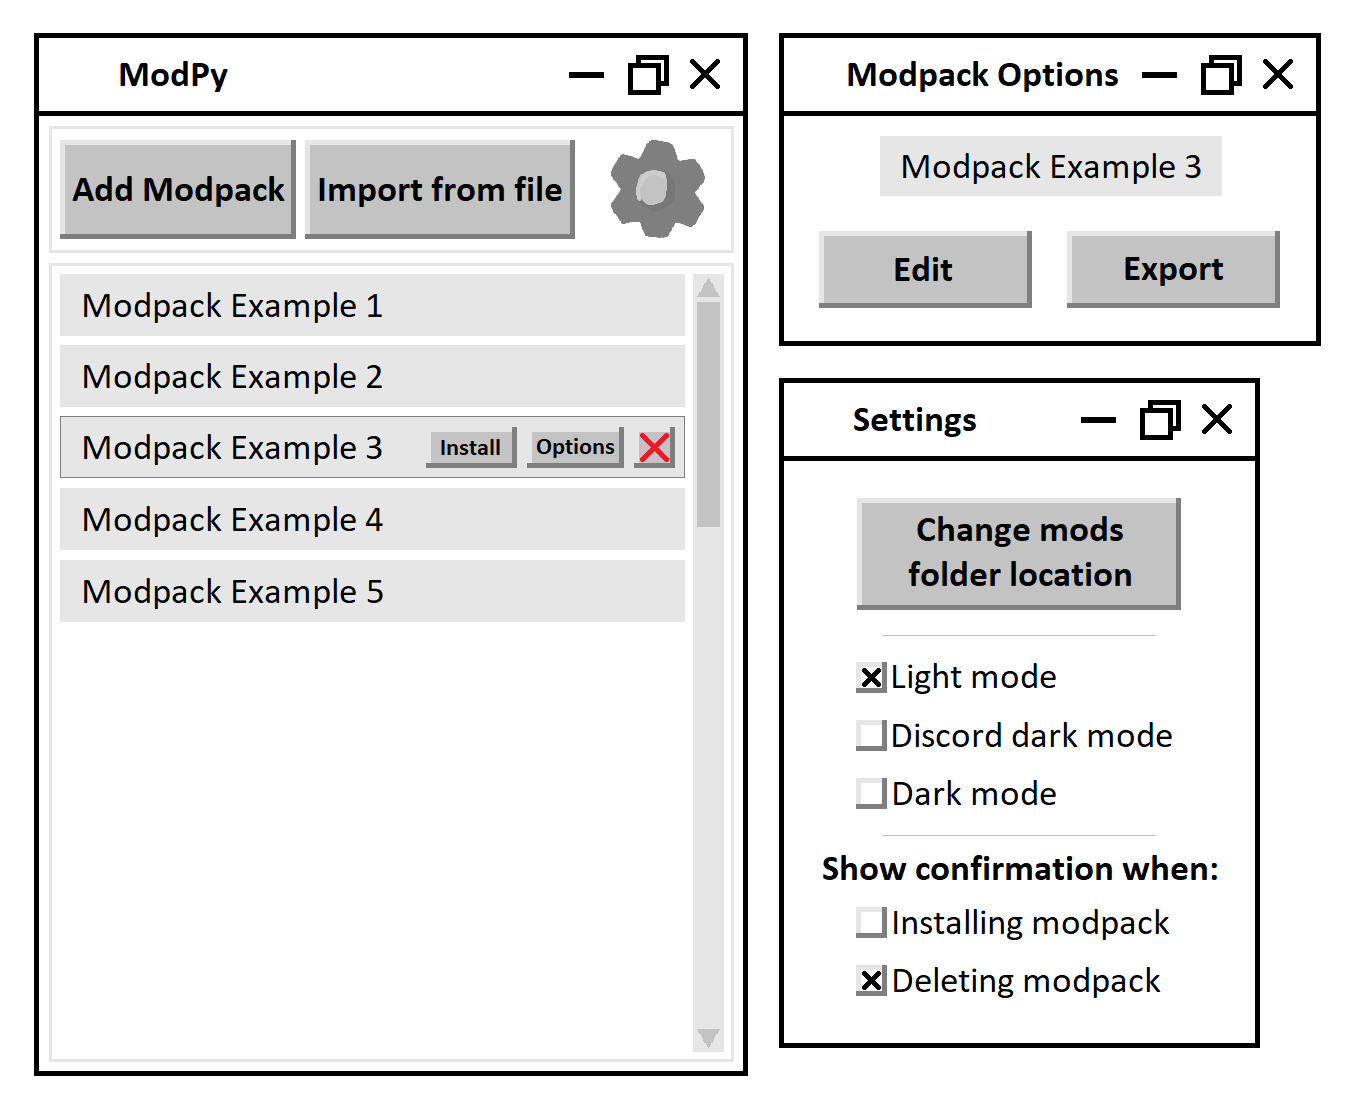 ModPy
Add Modpack
Import from file
Modpack Example 1
Modpack Example 2
Modpack Example 3
Install
Options
Modpack Example 4
Modpack Example 5
Modpack Options
Modpack Example 3
Edit
Export
Settings
Change mods
folder location
Light mode
Discord dark mode
Dark mode
Show confirmation when:
Installing modpack
Deleting modpack